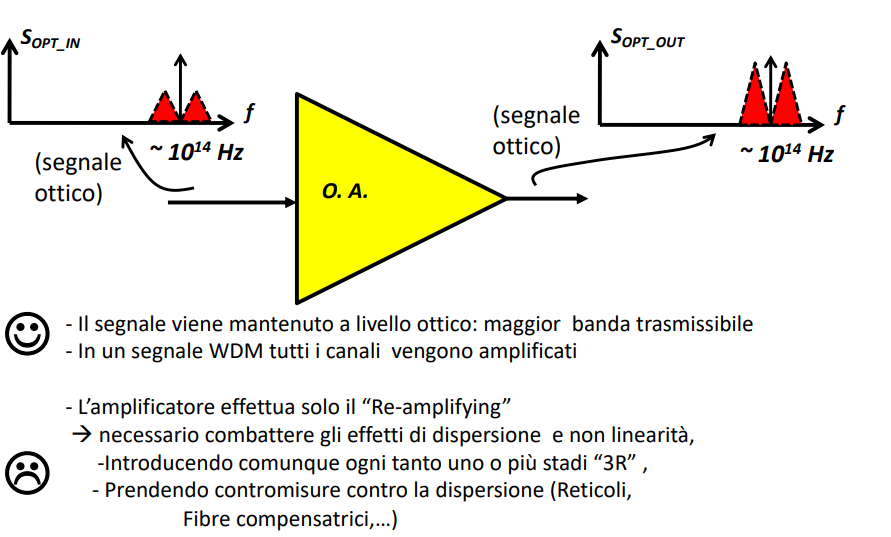 S_OPT_IN
f
~ 10¹⁴ Hz
(segnale
ottico)
O. A.
(segnale
ottico)
S_OPT_OUT
f
~ 10¹⁴ Hz
- Il segnale viene mantenuto a livello ottico: maggior banda trasmissibile
- In un segnale WDM tutti i canali vengono amplificati
- L’amplificatore effettua solo il “Re-amplifying”
→ necessario combattere gli effetti di dispersione e non linearità,
-Introducendo comunque ogni tanto uno o più stadi “3R” ,
- Prendendo contromisure contro la dispersione (Reticoli,
Fibre compensatrici,…)